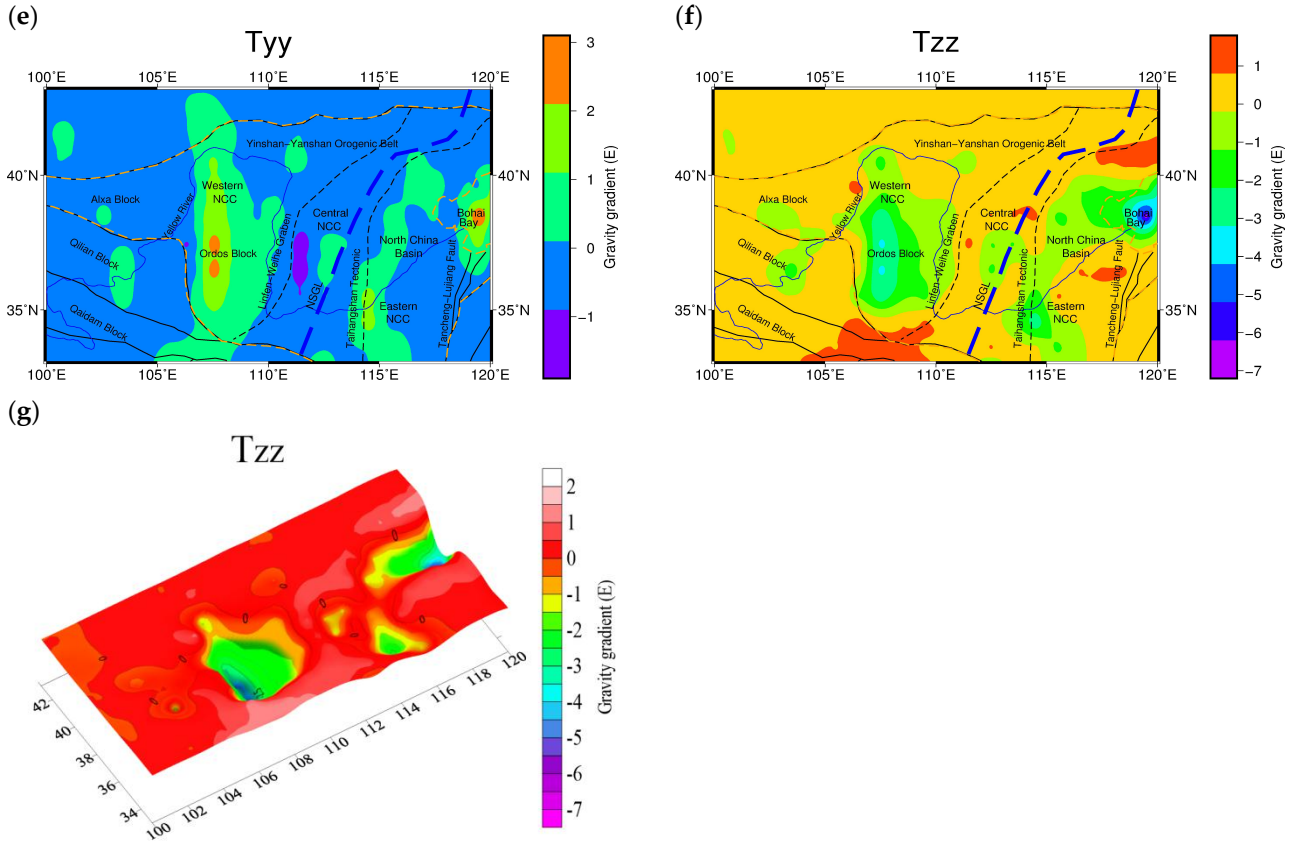 (e)
Tyy
100°E 105°E 110°E 115°E 120°E
40°N
35°N
40°N
35°N
Yinshan−Yanshan Orogenic Belt
Alxa Block
Western
NCC
Yellow River
Central
NCC
Bohai
Bay
Qilian Block
Ordos Block
Linfen−Weihe Graben
North China
Basin
NSGL
Taihangshan Tectonic
Eastern
NCC
Tancheng−Lujiang Fault
Qaidam Block
100°E 105°E 110°E 115°E 120°E
3
2
1
0
−1
Gravity gradient (E)
(f)
Tzz
100°E 105°E 110°E 115°E 120°E
40°N
35°N
40°N
35°N
Yinshan−Yanshan Orogenic Belt
Alxa Block
Western
NCC
Yellow River
Central
NCC
Bohai
Bay
Qilian Block
Ordos Block
Linfen−Weihe Graben
North China
Basin
NSGL
Taihangshan Tectonic
Eastern
NCC
Tancheng−Lujiang Fault
Qaidam Block
100°E 105°E 110°E 115°E 120°E
1
0
−1
−2
−3
−4
−5
−6
−7
Gravity gradient (E)
(g)
Tzz
42
40
38
36
34
100
102
104
106
108
110
112
114
116
118
120
2
1
0
-1
-2
-3
-4
-5
-6
-7
Gravity gradient (E)